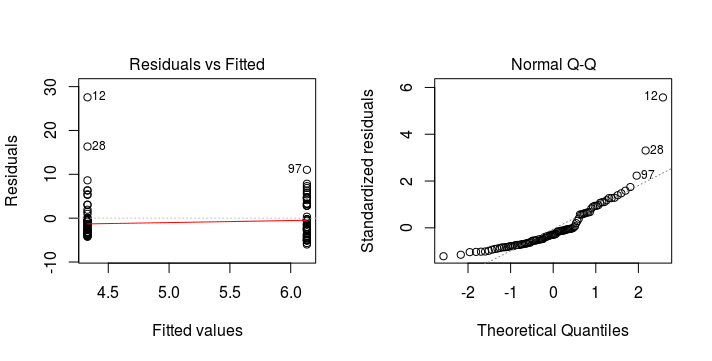 Residuals vs Fitted
Residuals
30
20
10
0
-10
12
28
97
4.5 5.0 5.5 6.0
Fitted values
Normal Q-Q
Standardized residuals
6
4
2
0
12
28
97
-2 -1 0 1 2
Theoretical Quantiles